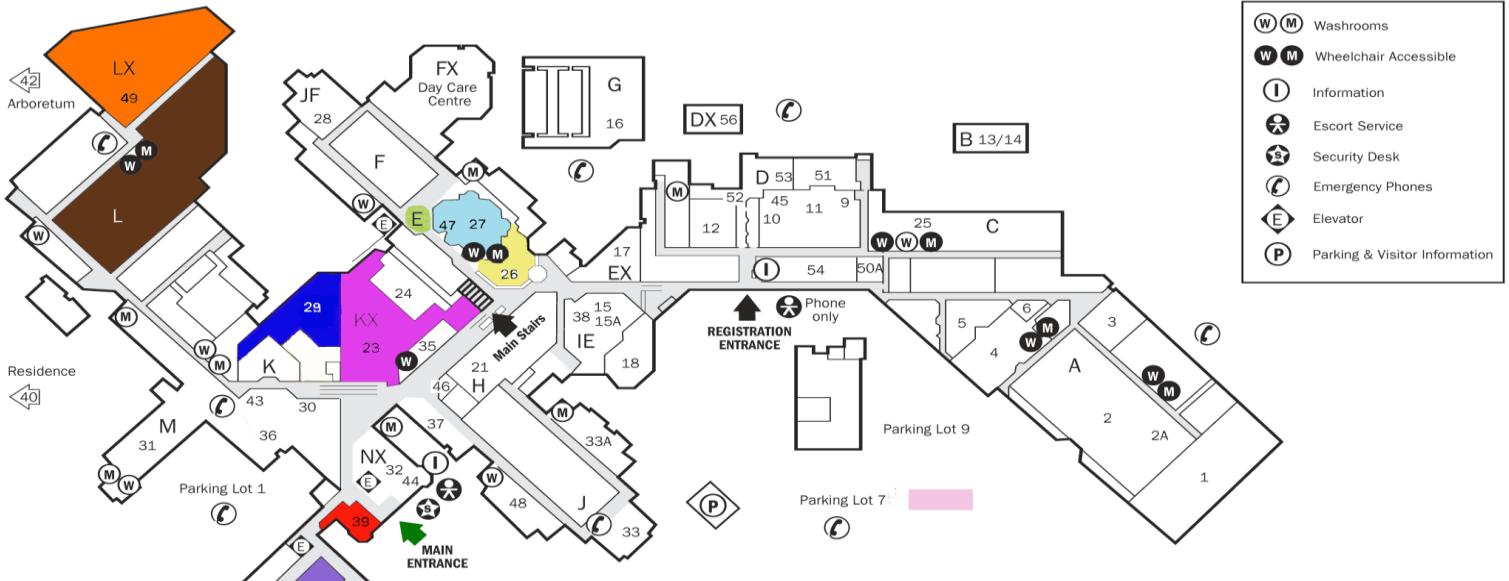 LX
49
42
Arboretum
W M
L
W
JF
28
FX
Day Care
Centre
F
M
W
E
E
47 27
W M
26
G
16
DX 56
B 13/14
17
EX
M
52
12
D 53 51
45
10 11 9
25
C
W W M
I 54 50A
Phone
only
REGISTRATION
ENTRANCE
Main Stairs
29
24
KX
23
35
W
K
M
W
M
Residence
40
43
30
36
M
31
M
W
Parking Lot 1
15
38 15A
IE
18
21
H
46
37
M
NX
32
E
44
I
S
39
E
MAIN
ENTRANCE
M
33A
W
48
J
33
P
Parking Lot 9
Parking Lot 7
5
6
4
W M
3
A
W
M
2
2A
1
W M Washrooms
W M Wheelchair Accessible
I Information
Escort Service
S Security Desk
Emergency Phones
E Elevator
P Parking & Visitor Information